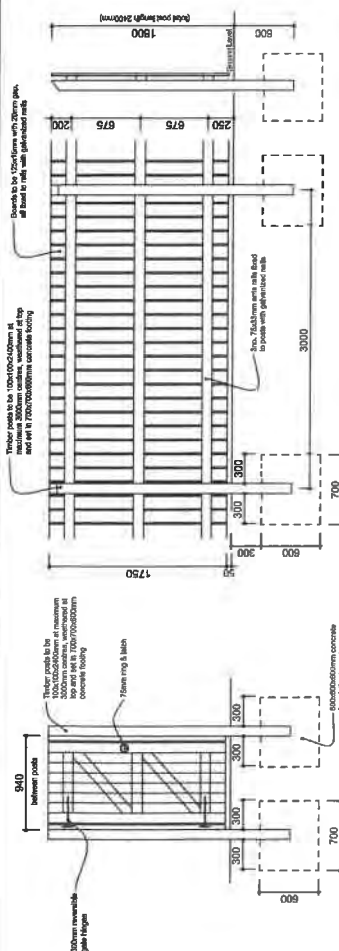 Boards to be 125x16mm with 20mm gap,
all fixed to rails with galvanized nails
Timber posts to be 100x100x2400mm at
maximum 3000mm centres, weathered at top
and set in 700x700x600mm concrete footing
3no. 75x38mm arris rails fixed
to posts with galvanized nails
(total post length 2400mm)
1800
600
Ground Level
200
675
675
250
3000
1750
50
300
300
300
600
700
Timber posts to be
100x100x2400mm at maximum
3000mm centres, weathered at
top and set in 700x700x600mm
concrete footing
75mm ring & latch
940
between posts
reversible
gate hinges
300
300
300
300
600
700
600x600x600mm concrete